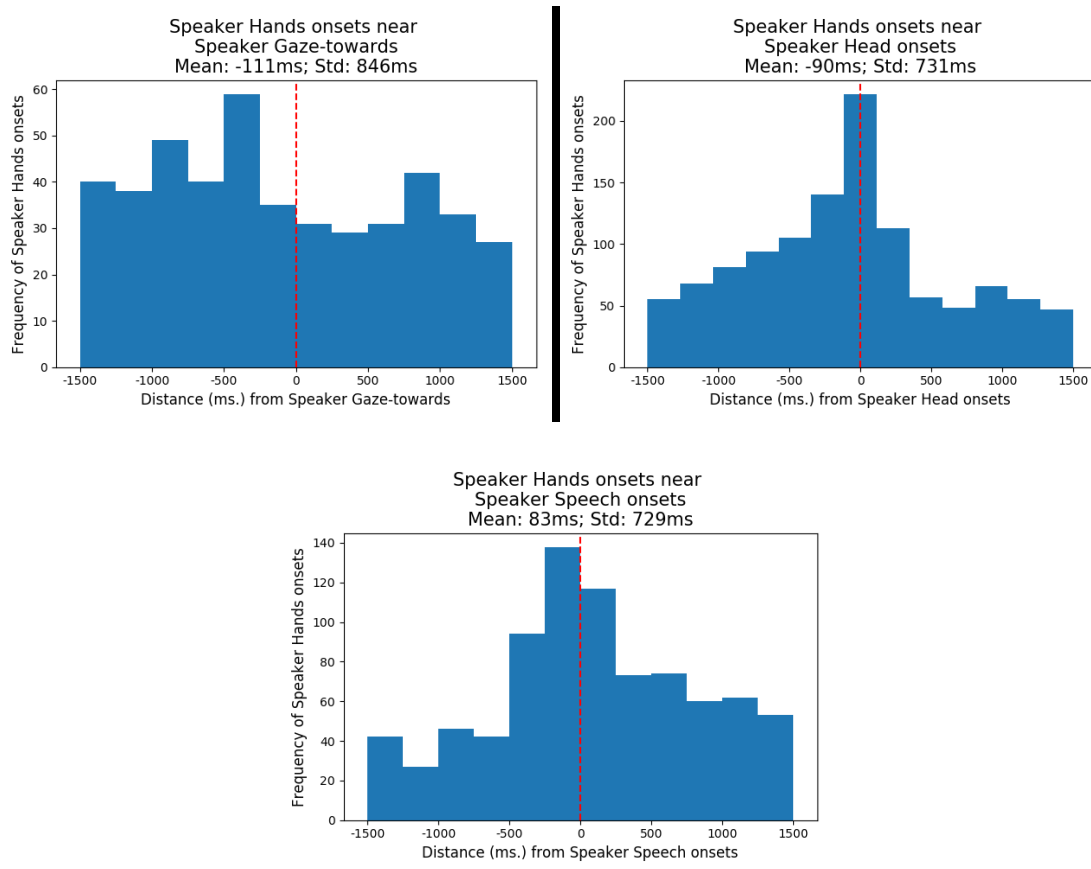 Speaker Hands onsets near
Speaker Gaze-towards
Mean: -111ms; Std: 846ms
Frequency of Speaker Hands onsets
60
50
40
30
20
10
0
-1500
-1000
-500
0
500
1000
1500
Distance (ms.) from Speaker Gaze-towards
Speaker Hands onsets near
Speaker Head onsets
Mean: -90ms; Std: 731ms
Frequency of Speaker Hands onsets
200
150
100
50
0
-1500
-1000
-500
0
500
1000
1500
Distance (ms.) from Speaker Head onsets
Speaker Hands onsets near
Speaker Speech onsets
Mean: 83ms; Std: 729ms
Frequency of Speaker Hands onsets
140
120
100
80
60
40
20
0
-1500
-1000
-500
0
500
1000
1500
Distance (ms.) from Speaker Speech onsets